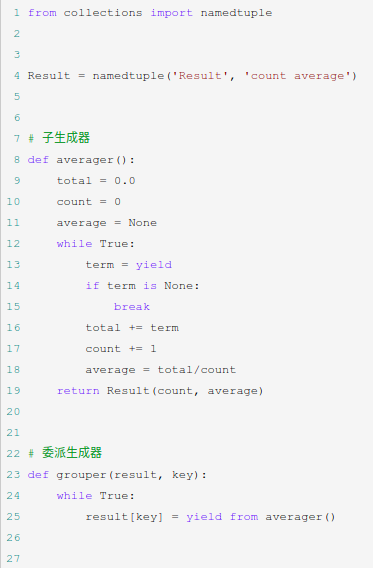 1 from collections import namedtuple
2
3
4 Result = namedtuple('Result', 'count average')
5
6
7 # 子生成器
8 def averager():
9     total = 0.0
10     count = 0
11     average = None
12     while True:
13         term = yield
14         if term is None:
15             break
16         total += term
17         count += 1
18         average = total/count
19     return Result(count, average)
20
21
22 # 委派生成器
23 def grouper(result, key):
24     while True:
25         result[key] = yield from averager()
26
27